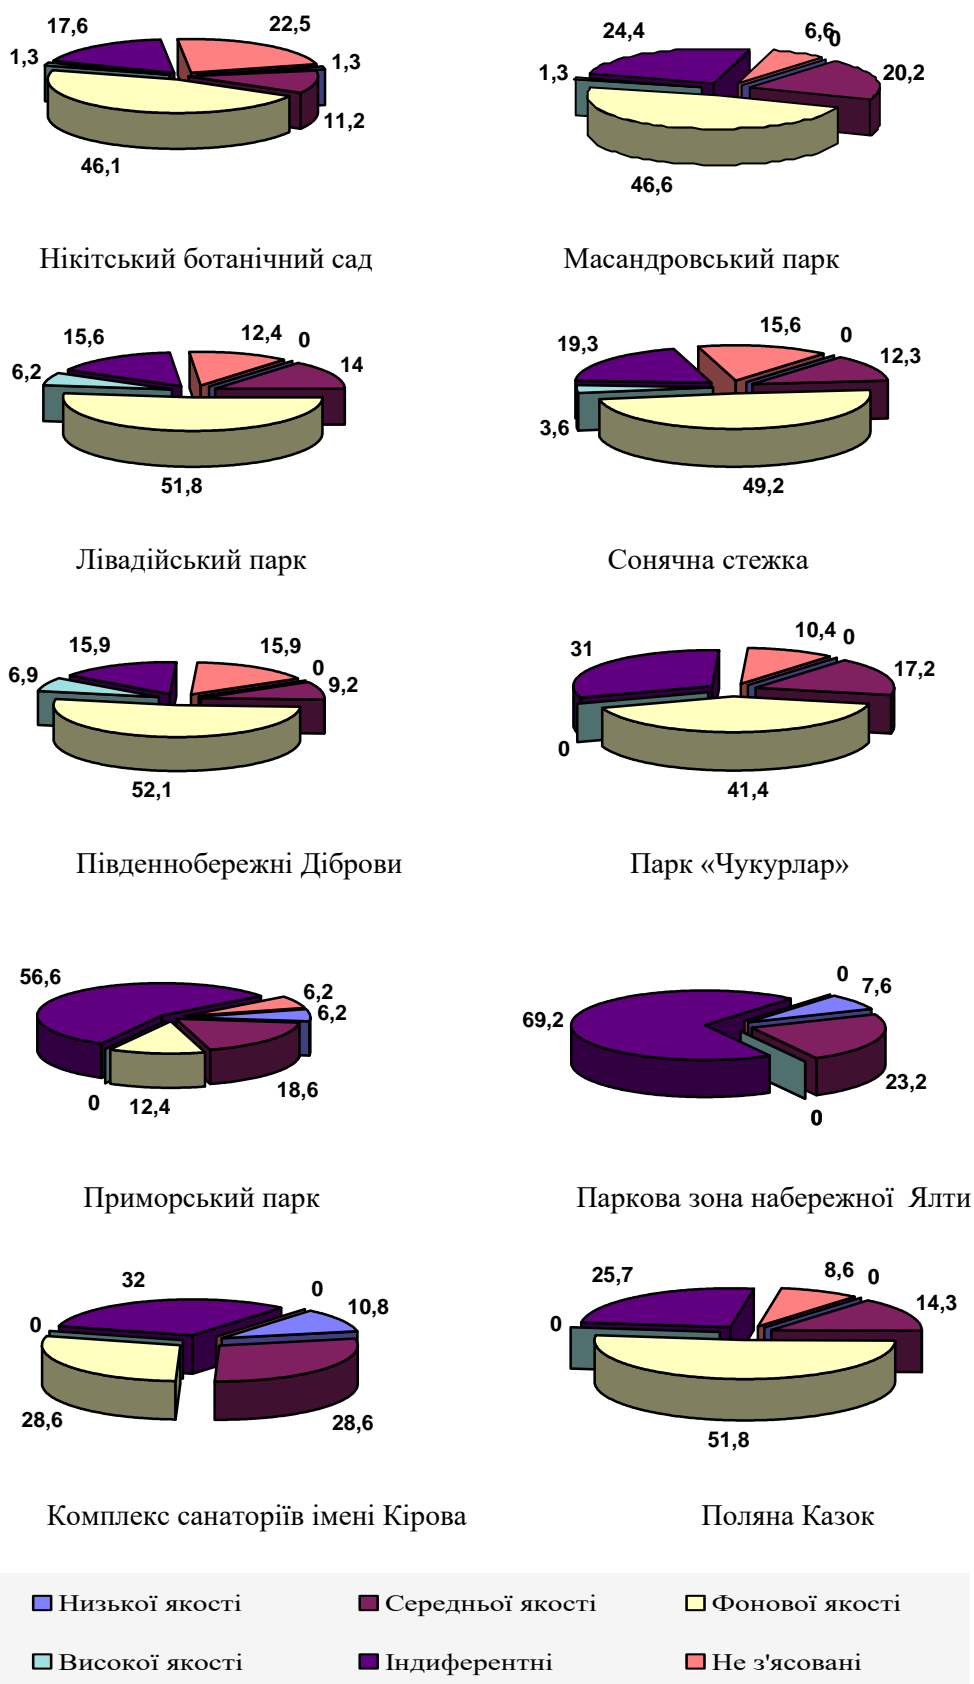 17,6 22,5 24,4 6,6 0
1,3 1,3 1,3 20,2
11,2
46,1 46,6
Нікітський ботанічний сад Масандровський парк
15,6 12,4 0 19,3 15,6 0
6,2 14 12,3
3,6
51,8 49,2
Лівадійський парк Сонячна стежка
15,9 15,9 0 31 10,4 0
6,9 9,2 17,2
0
52,1 41,4
Південнобережні Діброви Парк «Чукурлар»
56,6 6,2 0 7,6
6,2 69,2
0 12,4 18,6 23,2
0
Приморський парк Паркова зона набережної Ялти
32 0 25,7 8,6 0
0 10,8 0 14,3
28,6 28,6 51,8
Комплекс санаторіїв імені Кірова Поляна Казок
Низької якості Середньої якості Фонової якості
Високої якості Індиферентні Не з'ясовані